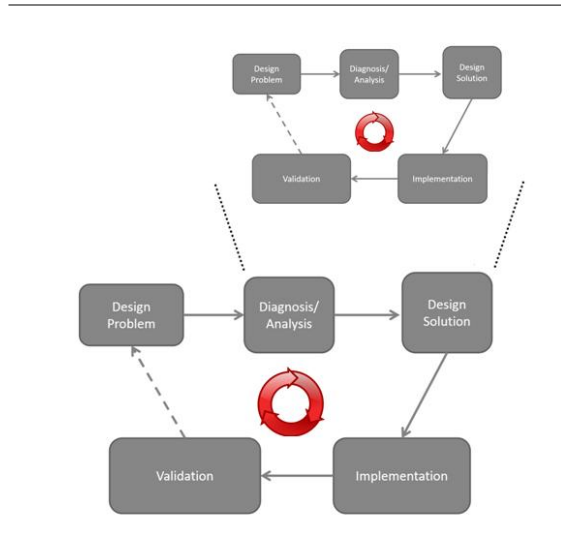 Design
Problem
Diagnosis/
Analysis
Design
Solution
Validation
Implementation
Design
Problem
Diagnosis/
Analysis
Design
Solution
Validation
Implementation